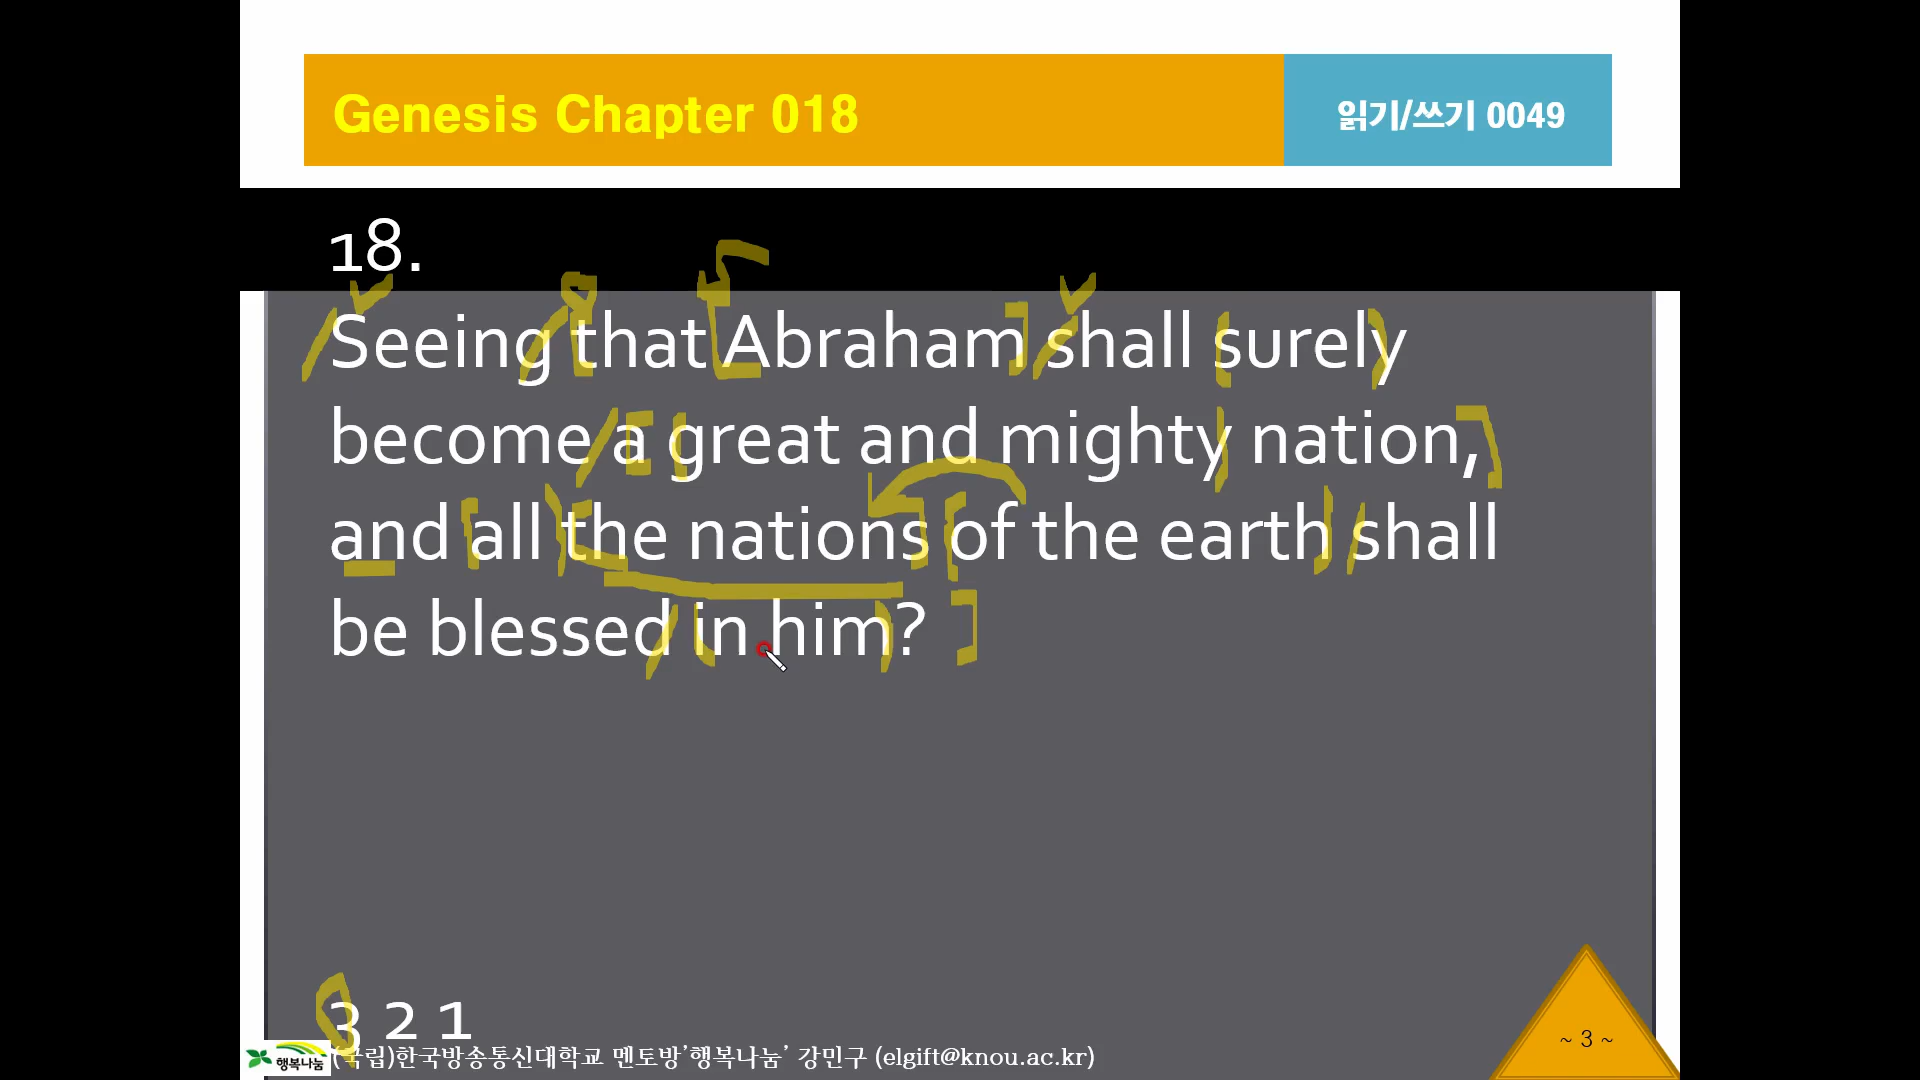 Genesis Chapter 018
읽기/쓰기 0049
18.
Seeing that Abraham shall surely
become a great and mighty nation,
and all the nations of the earth shall
be blessed in him?
3 2 1
행복나눔
(국립)한국방송통신대학교 멘토방’행복나눔’ 강민구 (elgift@knou.ac.kr)
~ 3 ~